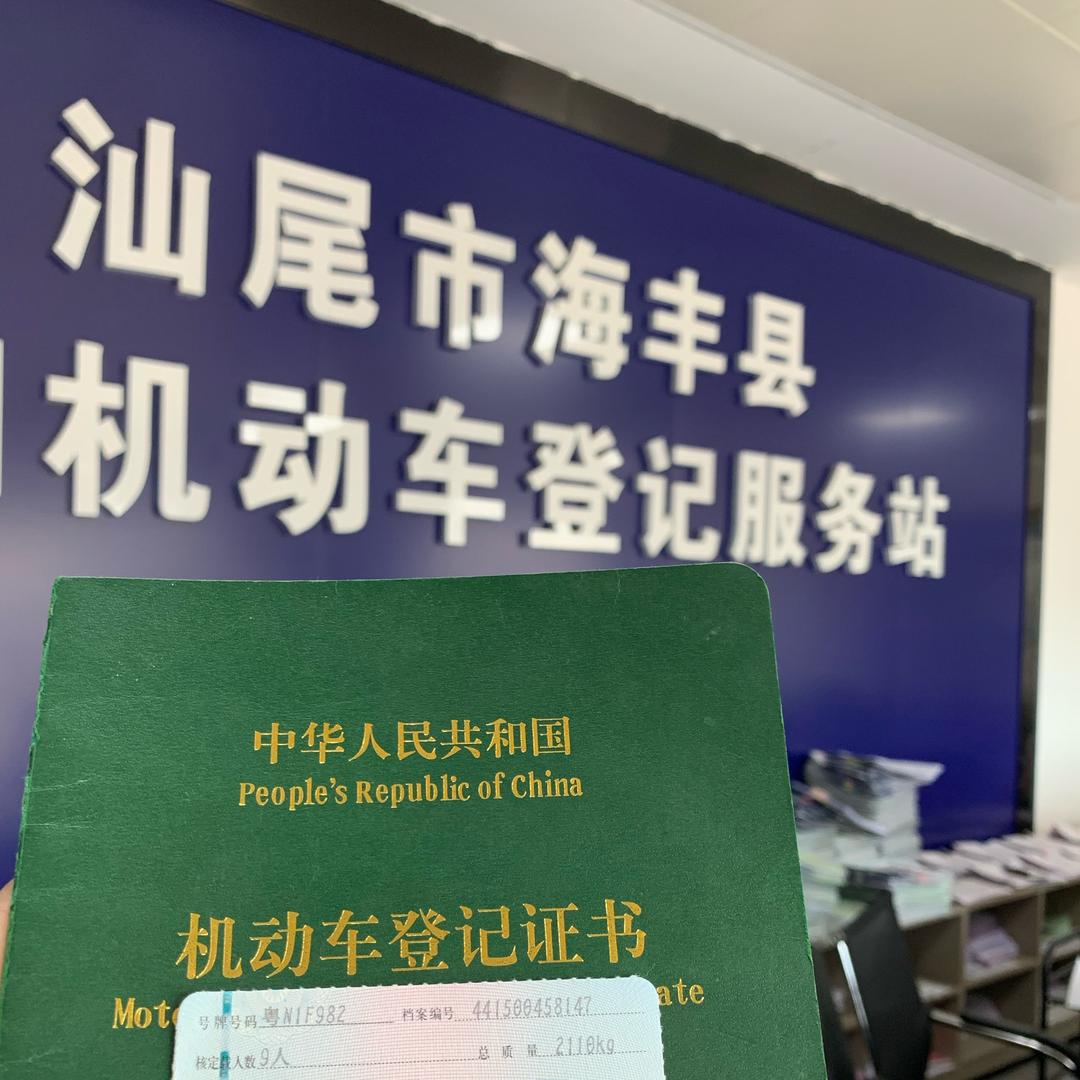 汕尾市海丰县
机动车登记服务站
中华人民共和国
People's Republic of China
机动车登记证书
号牌号码 粤N1F982 档案编号 441500458147
核定载人数 9人 总质量 2110kg